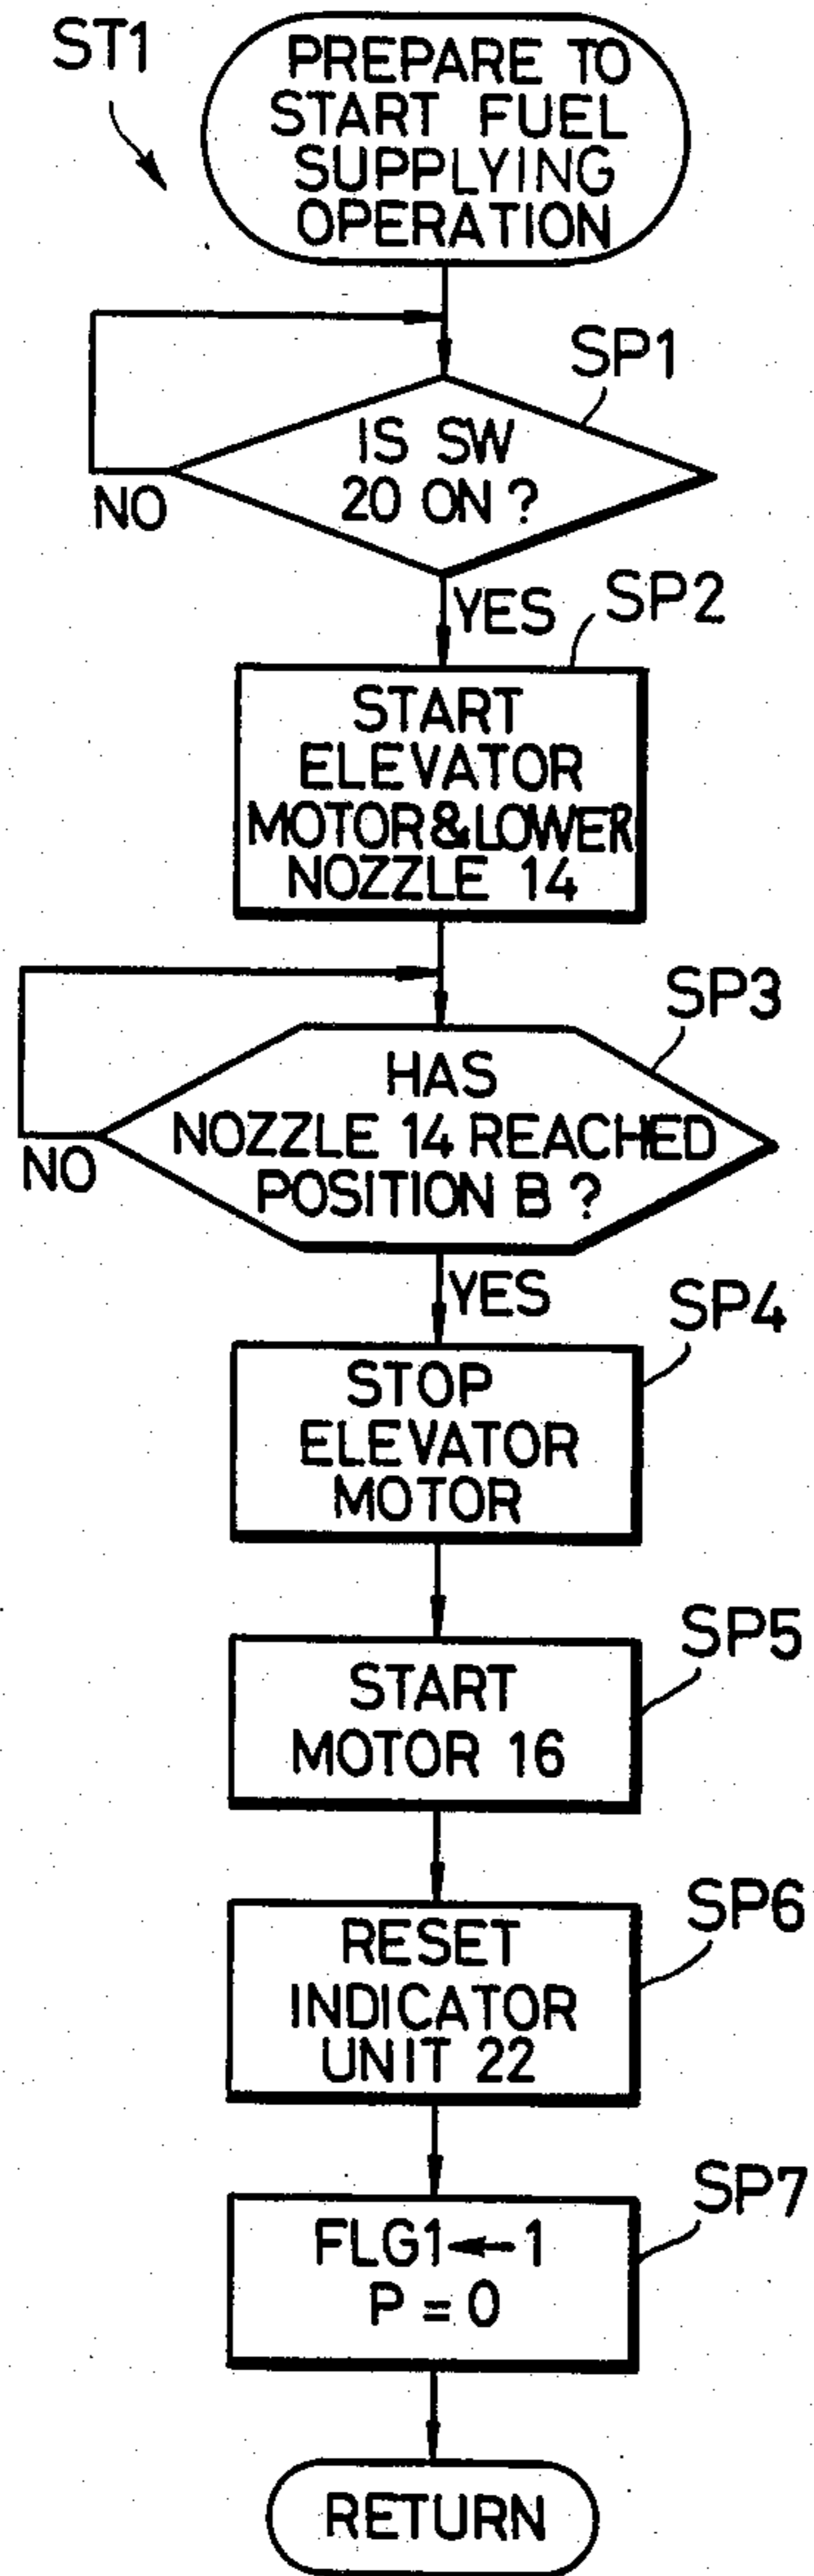 ST1
PREPARE TO
START FUEL
SUPPLYING
OPERATION
SP1
IS SW
20 ON ?
NO
YES
SP2
START
ELEVATOR
MOTOR&LOWER
NOZZLE 14
SP3
HAS
NOZZLE 14 REACHED
POSITION B ?
NO
YES
SP4
STOP
ELEVATOR
MOTOR
SP5
START
MOTOR 16
SP6
RESET
INDICATOR
UNIT 22
SP7
FLG1←1
P = 0
RETURN